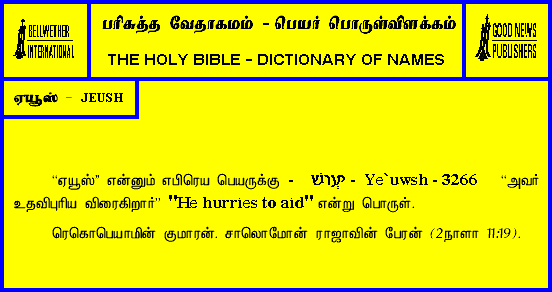 BELLWETHER
INTERNATIONAL
பரிசுத்த வேதாகமம் - பெயர் பொருள்விளக்கம்
THE HOLY BIBLE - DICTIONARY OF NAMES
GOOD NEWS
PUBLISHERS
ஏயூஸ் - JEUSH
“ஏயூஸ்” என்னும் எபிரெய பெயருக்கு - יְעוּשׁ - Ye`uwsh - 3266 “அவர்
உதவிபுரிய விரைகிறார்” "He hurries to aid" என்று பொருள்.
ரெகொபெயாமின் குமாரன். சாலொமோன் ராஜாவின் பேரன் (2நாளா 11:19).